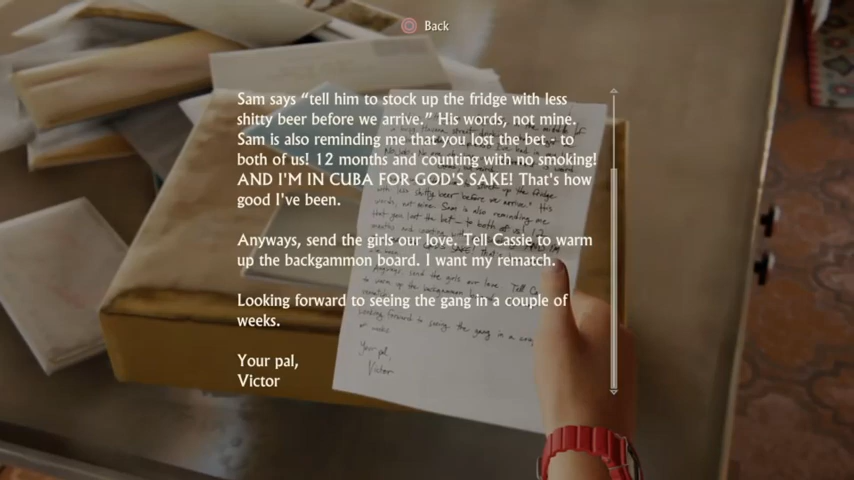 Back
Sam says “tell him to stock up the fridge with less
shitty beer before we arrive.” His words, not mine.
Sam is also reminding me that you lost the bet - to
both of us! 12 months and counting with no smoking!
AND I'M IN CUBA FOR GOD'S SAKE! That's how
good I've been.
Anyways, send the girls our love. Tell Cassie to warm
up the backgammon board. I want my rematch.
Looking forward to seeing the gang in a couple of
weeks.
Your pal,
Victor
Your pal,
Victor